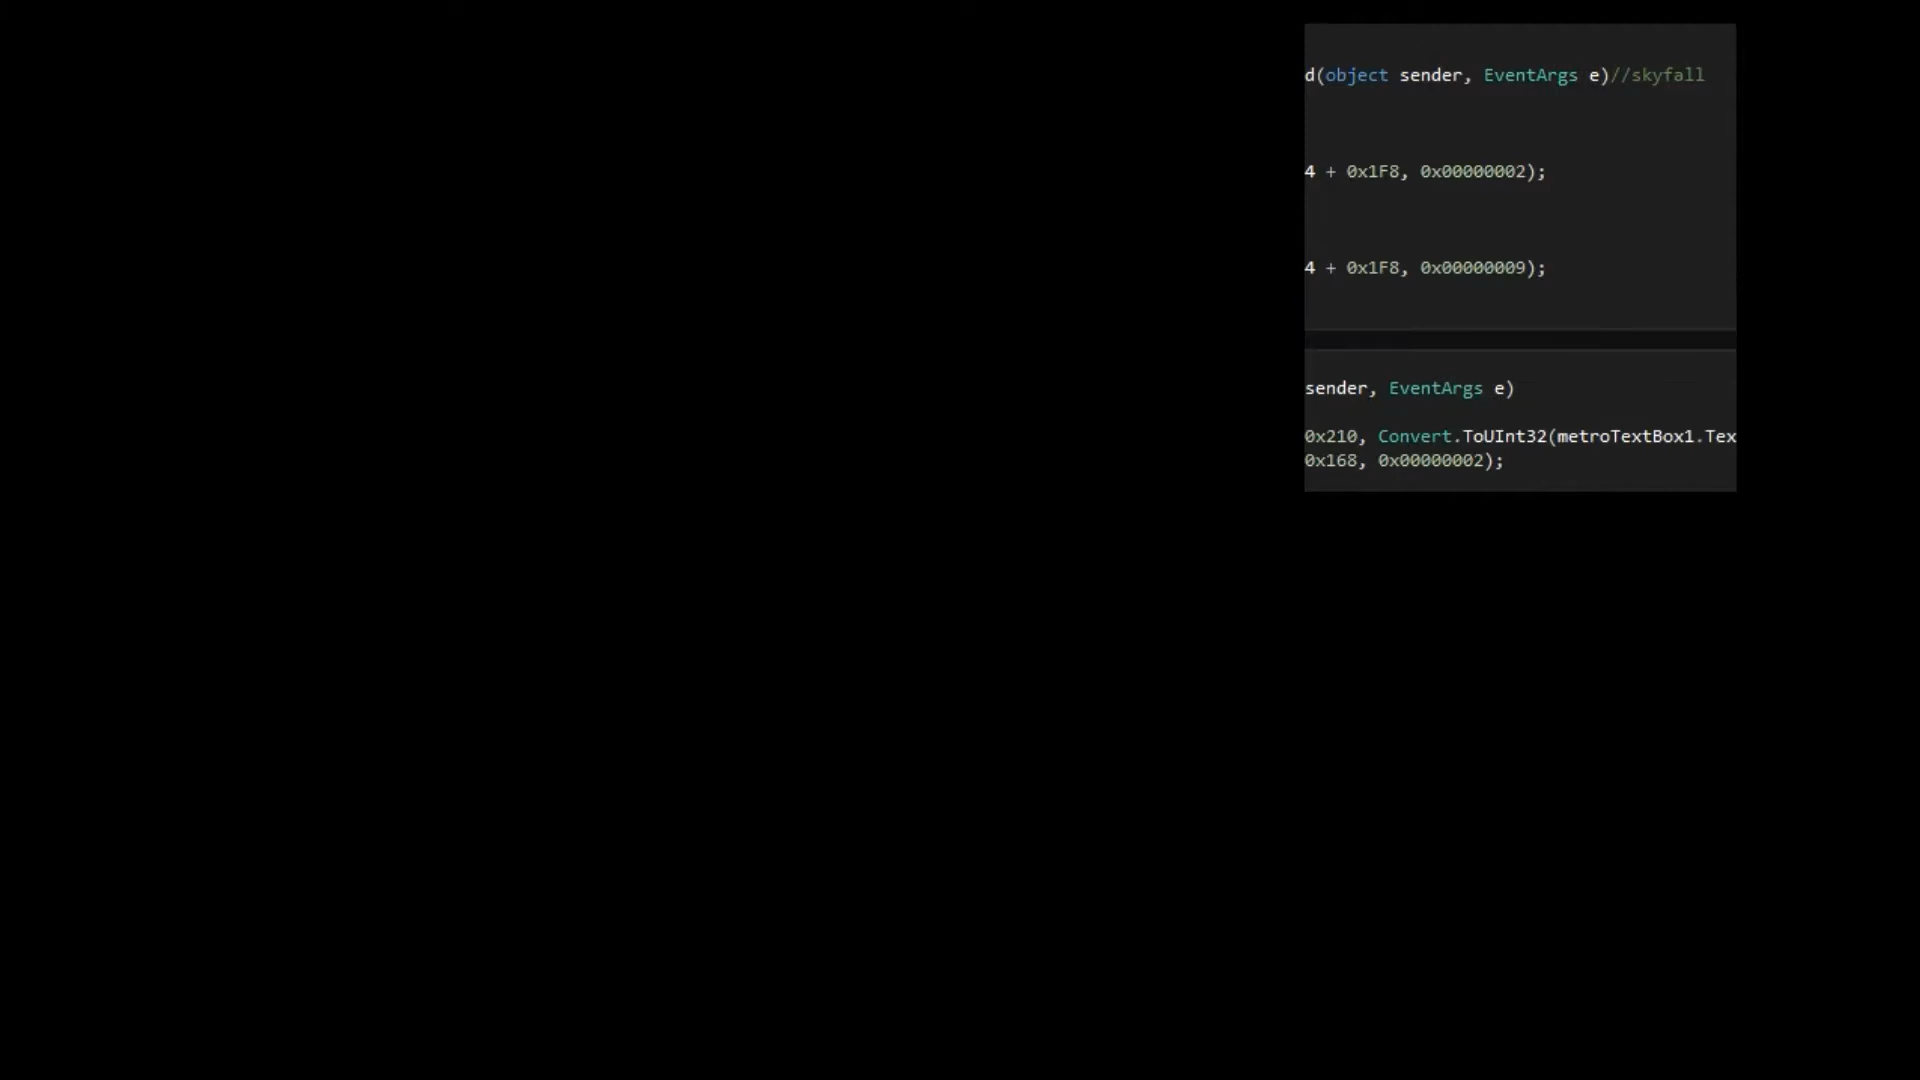 d(object sender, EventArgs e)//skyfall
4 + 0x1F8, 0x00000002);
4 + 0x1F8, 0x00000009);
sender, EventArgs e)
0x210, Convert.ToUInt32(metroTextBox1.Tex
0x168, 0x00000002);